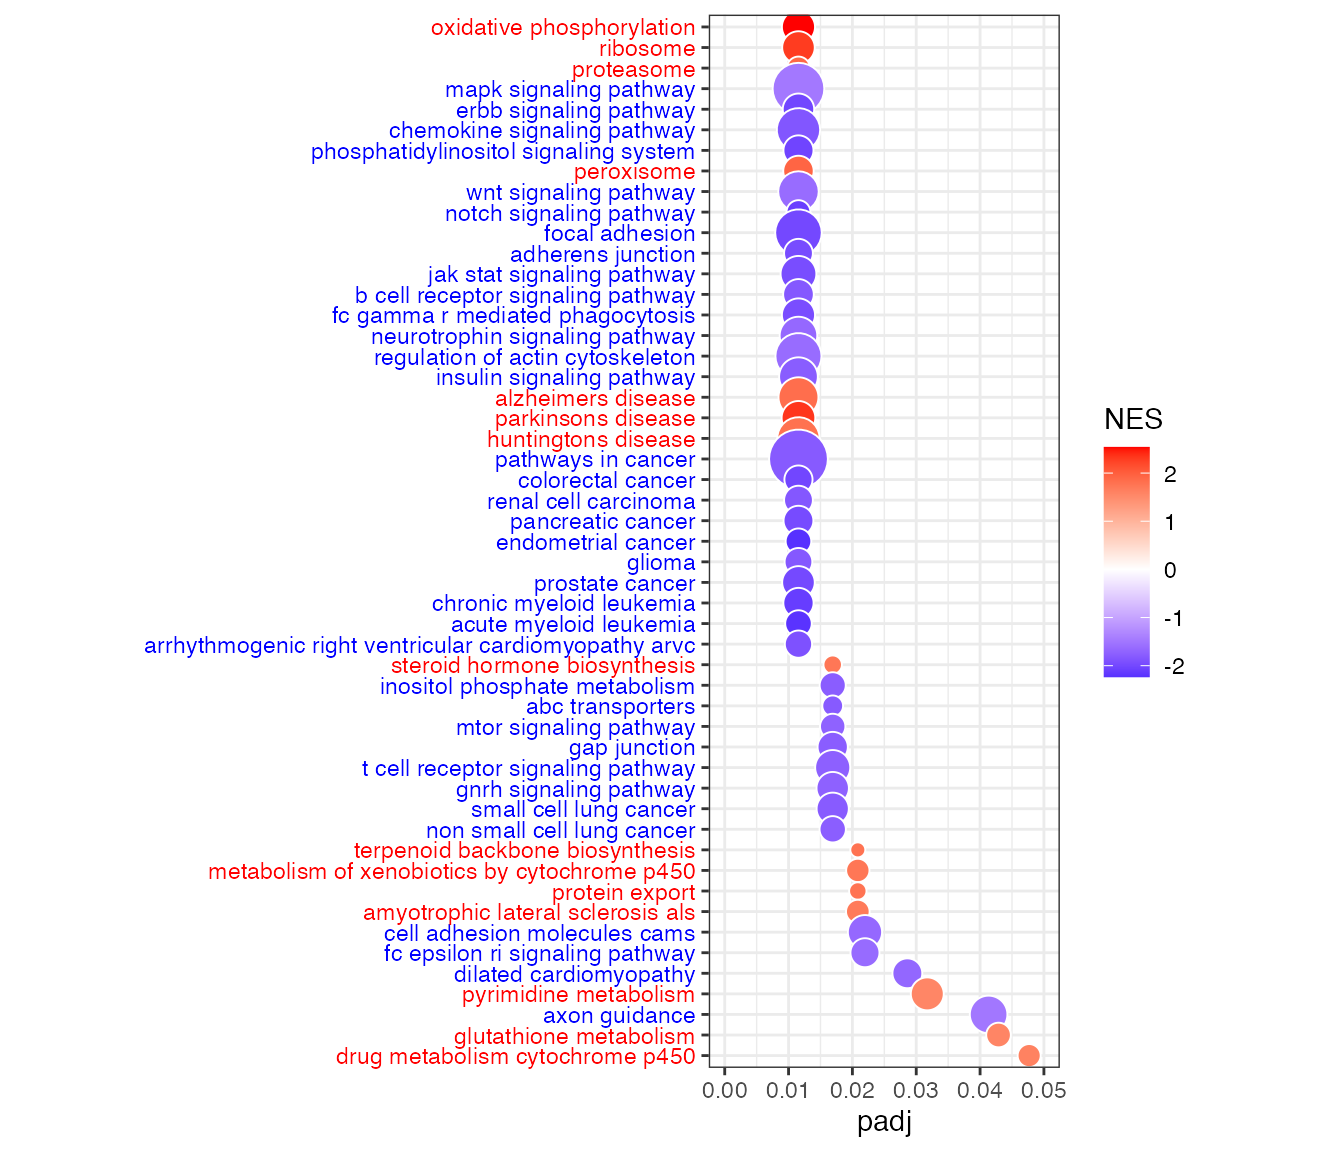 oxidative phosphorylation
ribosome
proteasome
mapk signaling pathway
erbb signaling pathway
chemokine signaling pathway
phosphatidylinositol signaling system
peroxisome
wnt signaling pathway
notch signaling pathway
focal adhesion
adherens junction
jak stat signaling pathway
b cell receptor signaling pathway
fc gamma r mediated phagocytosis
neurotrophin signaling pathway
regulation of actin cytoskeleton
insulin signaling pathway
alzheimers disease
parkinsons disease
huntingtons disease
pathways in cancer
colorectal cancer
renal cell carcinoma
pancreatic cancer
endometrial cancer
glioma
prostate cancer
chronic myeloid leukemia
acute myeloid leukemia
arrhythmogenic right ventricular cardiomyopathy arvc
steroid hormone biosynthesis
inositol phosphate metabolism
abc transporters
mtor signaling pathway
gap junction
t cell receptor signaling pathway
gnrh signaling pathway
small cell lung cancer
non small cell lung cancer
terpenoid backbone biosynthesis
metabolism of xenobiotics by cytochrome p450
protein export
amyotrophic lateral sclerosis als
cell adhesion molecules cams
fc epsilon ri signaling pathway
dilated cardiomyopathy
pyrimidine metabolism
axon guidance
glutathione metabolism
drug metabolism cytochrome p450
0.00 0.01 0.02 0.03 0.04 0.05
padj
NES
2
1
0
-1
-2